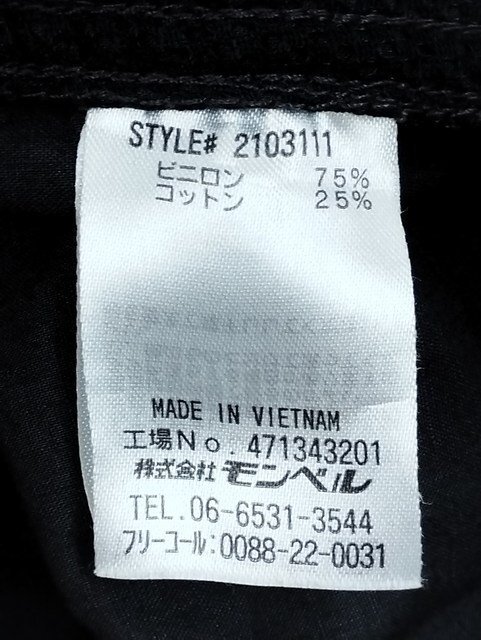 STYLE# 2103111
ビニロン 75%
コットン 25%
MADE IN VIETNAM
工場No. 471343201
株式会社 モンベル
TEL.06-6531-3544
フリーコール:0088-22-0031